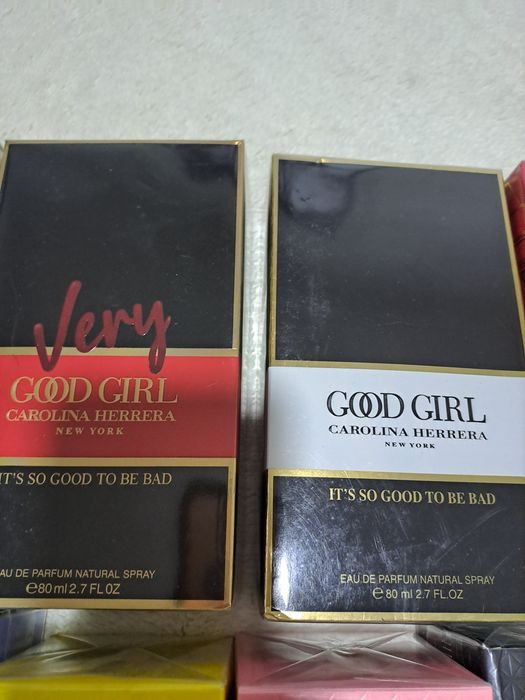 Very
GOOD GIRL
CAROLINA HERRERA
NEW YORK
IT'S SO GOOD TO BE BAD
EAU DE PARFUM NATURAL SPRAY
℮80 ml 2.7 FL.OZ
GOOD GIRL
CAROLINA HERRERA
NEW YORK
IT'S SO GOOD TO BE BAD
EAU DE PARFUM NATURAL SPRAY
℮80 ml 2.7 FL.OZ